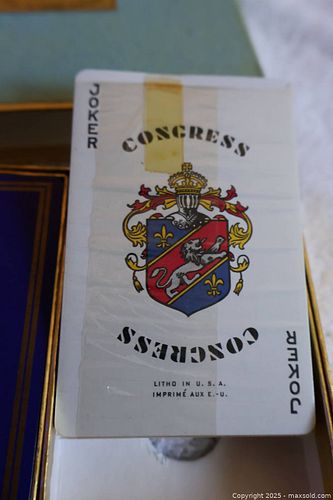 JOKER
CONGRESS
CONGRESS
LITHO IN U.S.A.
IMPRIMÉ AUX E.-U.
JOKER
Copyright © 2025 - maxsold.com